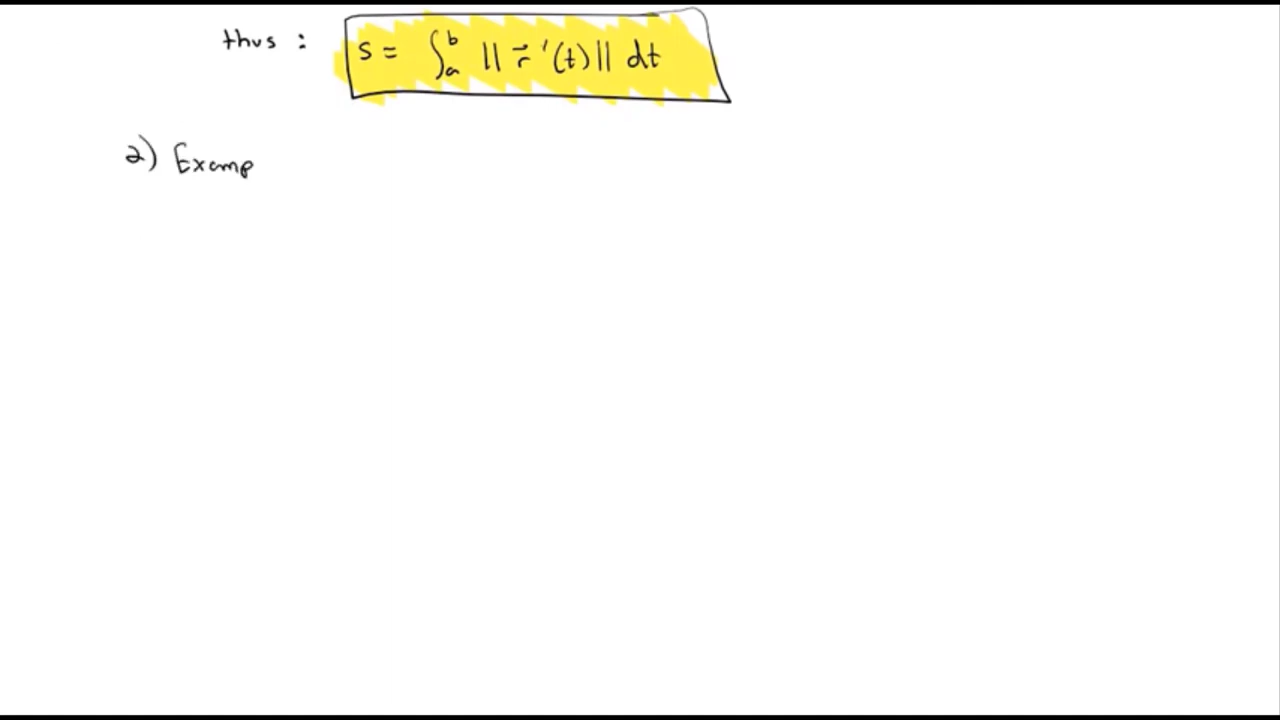 thus : S = ∫ₐᵇ ‖ r⃗ '(t) ‖ dt
2) Examp